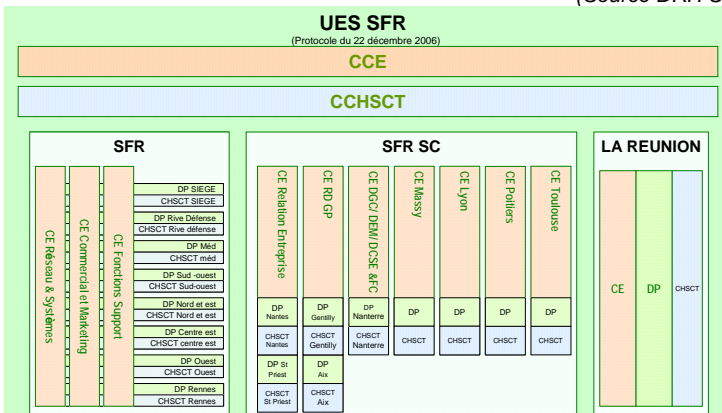 (Source DRH S
UES SFR
(Protocole du 22 décembre 2006)
CCE
CCHSCT
SFR
CE Réseau & Systèmes
CE Commercial et Marketing
CE Fonctions Support
DP SIEGE
CHSCT SIEGE
DP Rive Défense
CHSCT Rive défense
DP Méd
CHSCT méd
DP Sud -ouest
CHSCT Sud-ouest
DP Nord et est
CHSCT Nord et est
DP Centre est
CHSCT centre est
DP Ouest
CHSCT Ouest
DP Rennes
CHSCT Rennes
SFR SC
CE Relation Entreprise
DP Nantes
CHSCT Nantes
DP St Priest
CHSCT St Priest
CE RD GP
DP Gentilly
CHSCT Gentilly
DP Aix
CHSCT Aix
CE DGC/ DEM/ DCSE &FC
DP Nanterre
CHSCT Nanterre
CE Massy
DP
CHSCT
CE Lyon
DP
CHSCT
CE Poitiers
DP
CHSCT
CE Toulouse
DP
CHSCT
LA REUNION
CE
DP
CHSCT